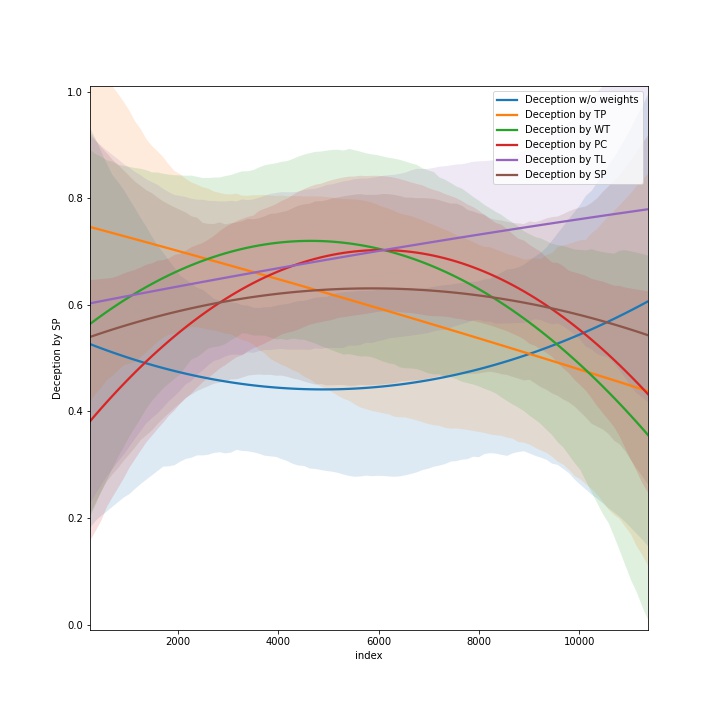 Deception w/o weights
Deception by TP
Deception by WT
Deception by PC
Deception by TL
Deception by SP
1.0
0.8
0.6
0.4
0.2
0.0
Deception by SP
2000 4000 6000 8000 10000
index